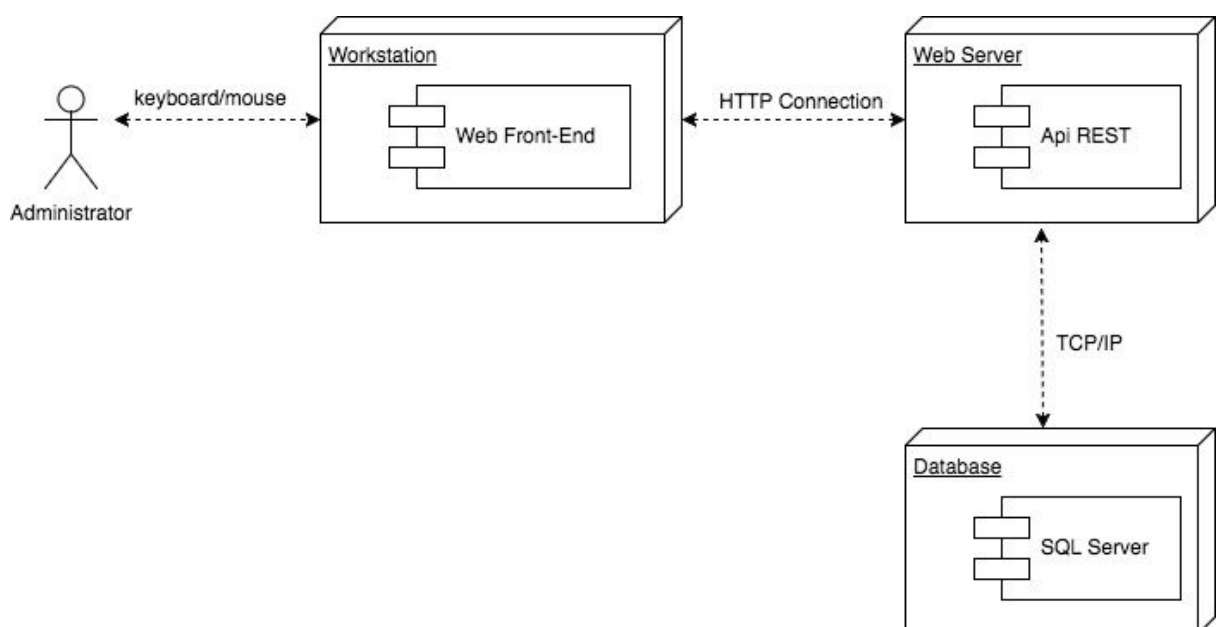 Workstation
Web Server
keyboard/mouse
HTTP Connection
Web Front-End
Api REST
Administrator
TCP/IP
Database
SQL Server